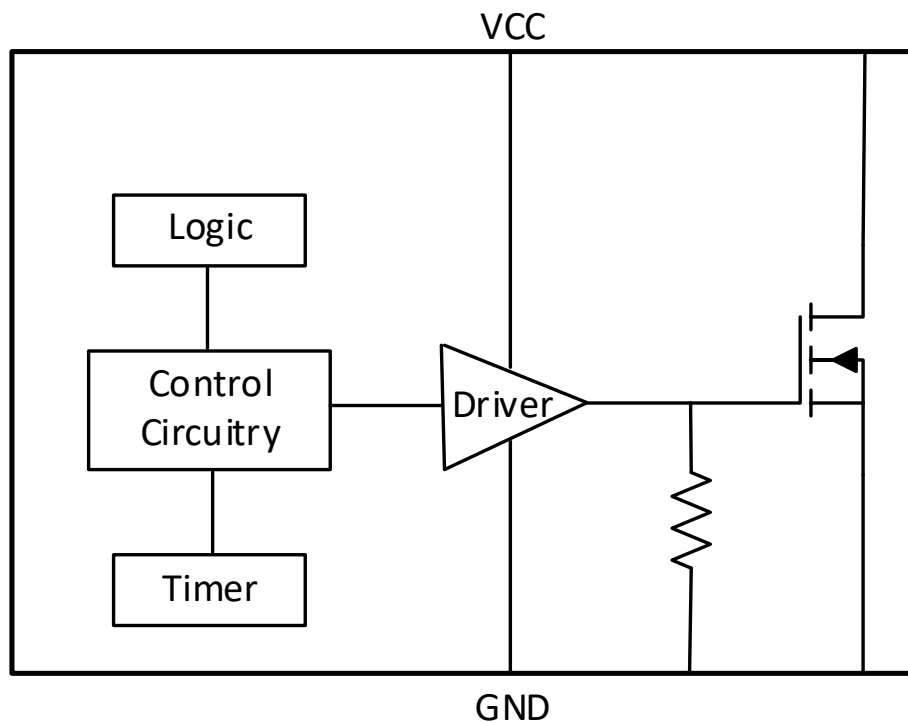 VCC
Logic
Control
Circuitry
Driver
Timer
GND